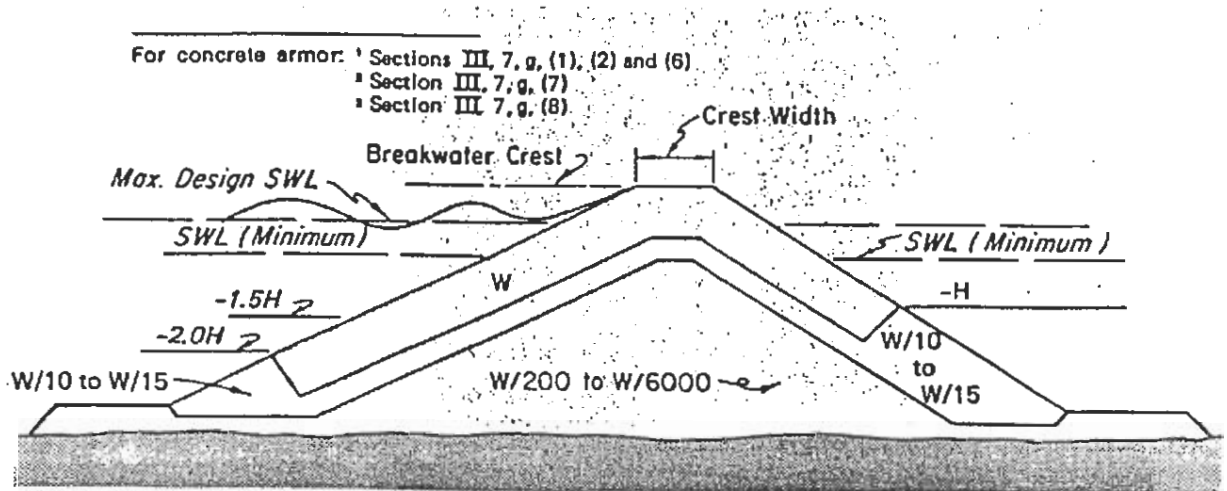 For concrete armor: ¹ Sections III, 7, g, (1), (2) and (6)
² Section III, 7, g, (7)
³ Section III, 7, g, (8)
Crest Width
Breakwater Crest
Max. Design SWL
SWL (Minimum)
SWL (Minimum)
W
-1.5H
-H
-2.0H
W/10 to W/15
W/200 to W/6000
W/10
to
W/15